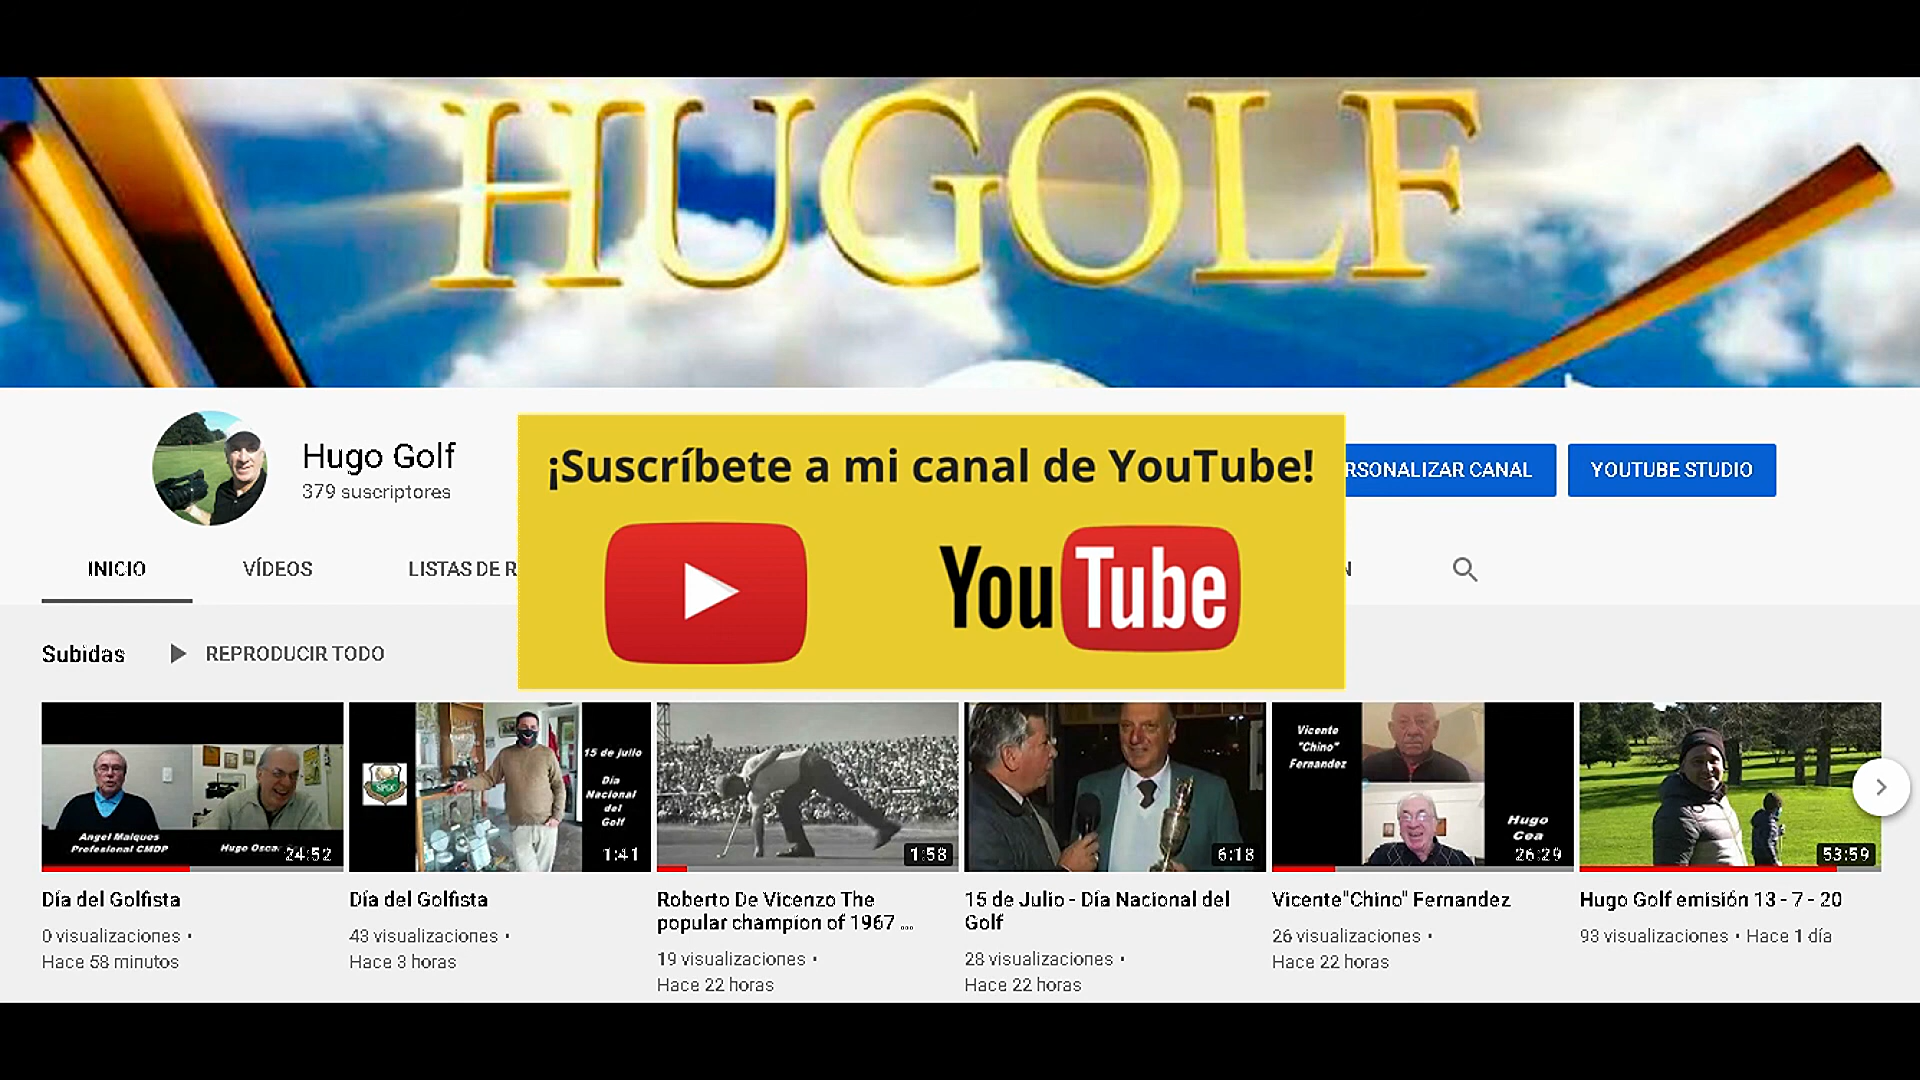 HUGOLF
Hugo Golf
379 suscriptores
¡Suscríbete a mi canal de YouTube!
YouTube
RSONALIZAR CANAL
YOUTUBE STUDIO
INICIO
VÍDEOS
LISTAS DE R
N
Subidas
REPRODUCIR TODO
Angel Malques
Profesional CMDP
Hugo Osca
24:52
SPGC
15 de julio
Dia
Nacional
del
Golf
1:41
1:58
6:18
Vicente
"Chino"
Fernandez
Hugo
Cea
26:29
53:59
Día del Golfista
0 visualizaciones •
Hace 58 minutos
Día del Golfista
43 visualizaciones •
Hace 3 horas
Roberto De Vicenzo The
popular champion of 1967 ...
19 visualizaciones •
Hace 22 horas
15 de Julio - Día Nacional del
Golf
28 visualizaciones •
Hace 22 horas
Vicente"Chino" Fernandez
26 visualizaciones •
Hace 22 horas
Hugo Golf emisión 13 - 7 - 20
93 visualizaciones • Hace 1 día